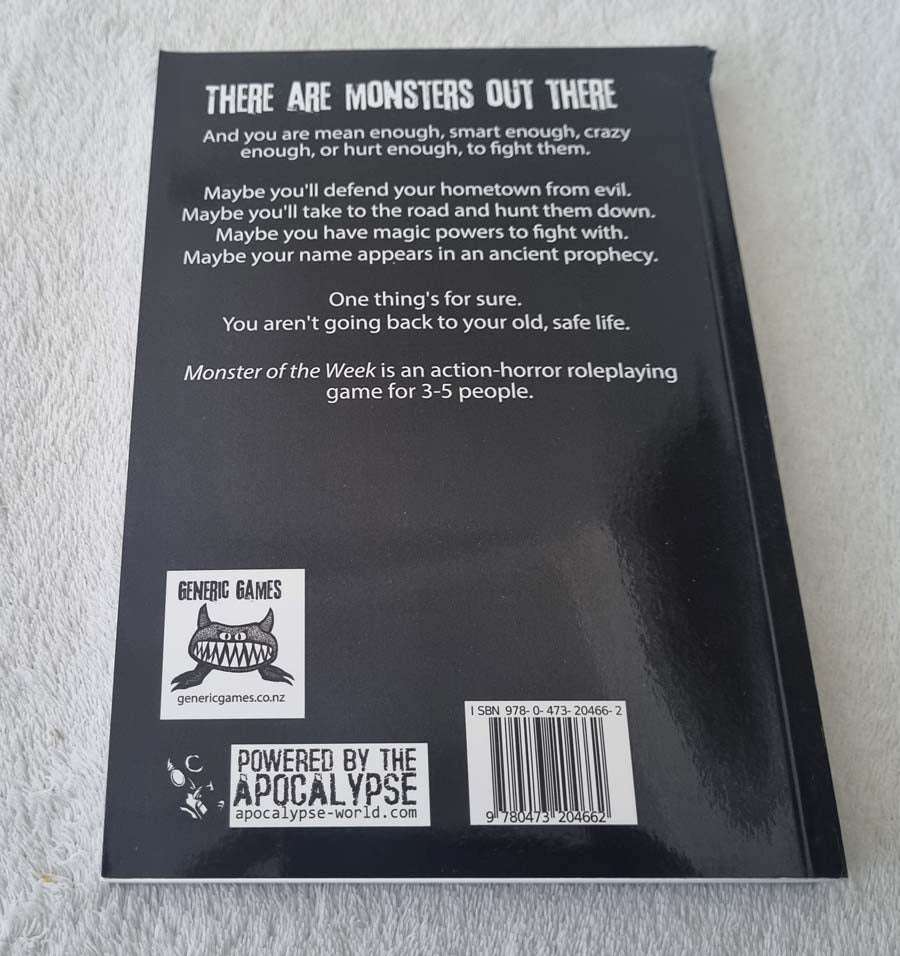 THERE ARE MONSTERS OUT THERE
And you are mean enough, smart enough, crazy
enough, or hurt enough, to fight them.
Maybe you'll defend your hometown from evil.
Maybe you'll take to the road and hunt them down.
Maybe you have magic powers to fight with.
Maybe your name appears in an ancient prophecy.
One thing's for sure.
You aren't going back to your old, safe life.
Monster of the Week is an action-horror roleplaying
game for 3-5 people.
GENERIC GAMES
genericgames.co.nz
POWERED BY THE
APOCALYPSE
apocalypse-world.com
ISBN 978-0-473-20466-2
9 780473 204662